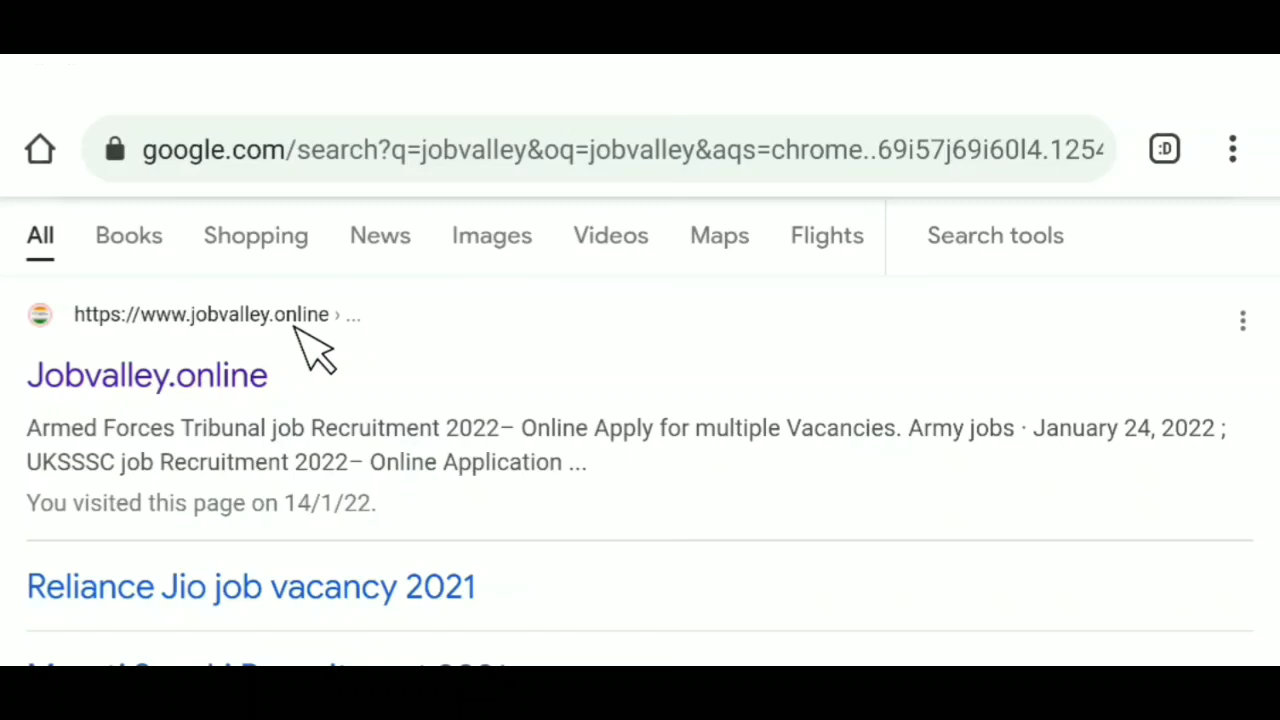 google.com/search?q=jobvalley&oq=jobvalley&aqs=chrome..69i57j69i60l4.1254
:D
All Books Shopping News Images Videos Maps Flights Search tools
https://www.jobvalley.online › ...
Jobvalley.online
Armed Forces Tribunal job Recruitment 2022– Online Apply for multiple Vacancies. Army jobs · January 24, 2022 ;
UKSSSC job Recruitment 2022– Online Application ...
You visited this page on 14/1/22.
Reliance Jio job vacancy 2021